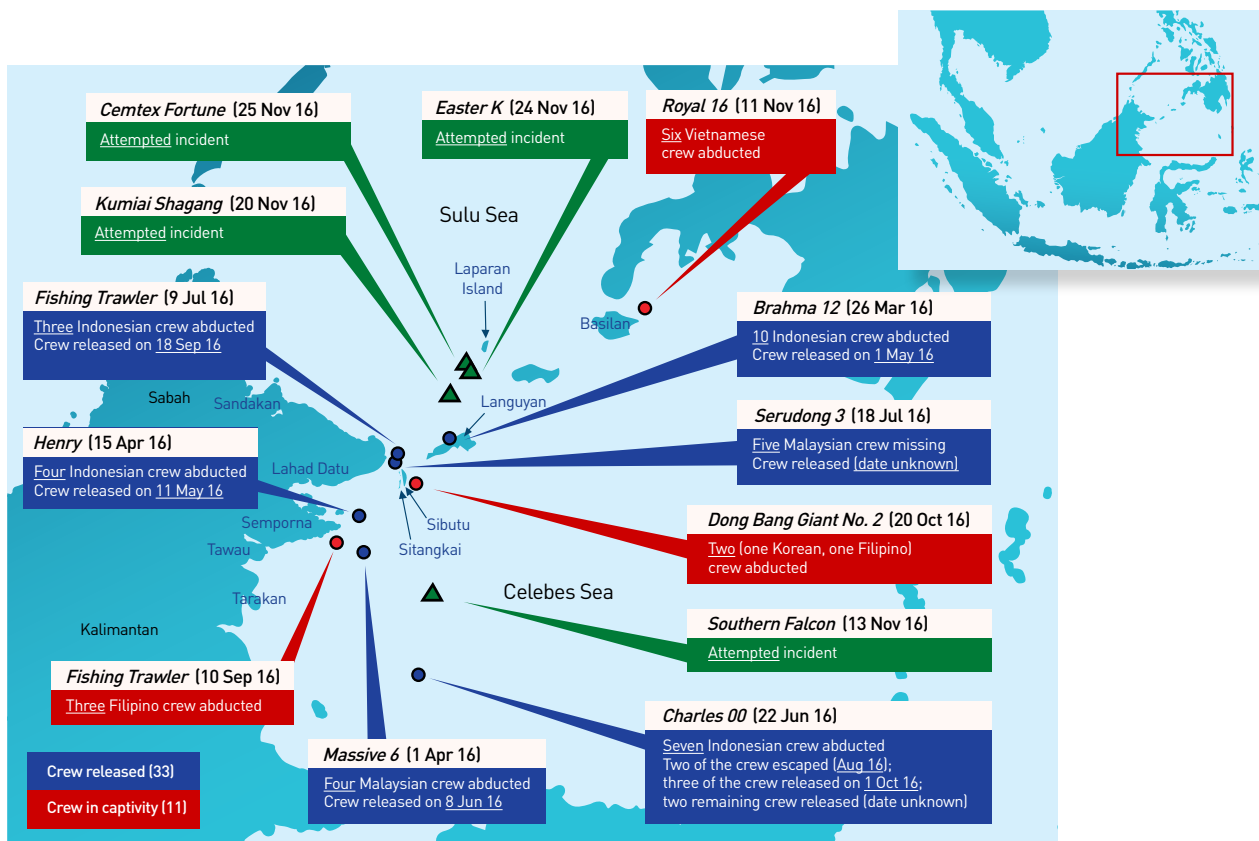 Cemtex Fortune (25 Nov 16)
Attempted incident
Easter K (24 Nov 16)
Attempted incident
Royal 16 (11 Nov 16)
Six Vietnamese
crew abducted
Kumiai Shagang (20 Nov 16)
Attempted incident
Sulu Sea
Laparan
Island
Fishing Trawler (9 Jul 16)
Three Indonesian crew abducted
Crew released on 18 Sep 16
Basilan
Brahma 12 (26 Mar 16)
10 Indonesian crew abducted
Crew released on 1 May 16
Sabah
Sandakan
Languyan
Serudong 3 (18 Jul 16)
Five Malaysian crew missing
Crew released (date unknown)
Henry (15 Apr 16)
Four Indonesian crew abducted
Crew released on 11 May 16
Lahad Datu
Semporna
Sibutu
Sitangkai
Tawau
Dong Bang Giant No. 2 (20 Oct 16)
Two (one Korean, one Filipino)
crew abducted
Tarakan
Celebes Sea
Kalimantan
Southern Falcon (13 Nov 16)
Attempted incident
Fishing Trawler (10 Sep 16)
Three Filipino crew abducted
Charles 00 (22 Jun 16)
Seven Indonesian crew abducted
Two of the crew escaped (Aug 16);
three of the crew released on 1 Oct 16;
two remaining crew released (date unknown)
Massive 6 (1 Apr 16)
Four Malaysian crew abducted
Crew released on 8 Jun 16
Crew released (33)
Crew in captivity (11)